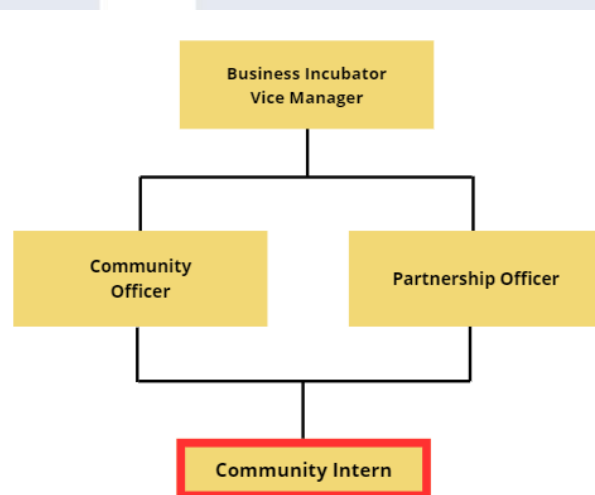 Business Incubator
Vice Manager
Community
Officer
Partnership Officer
Community Intern